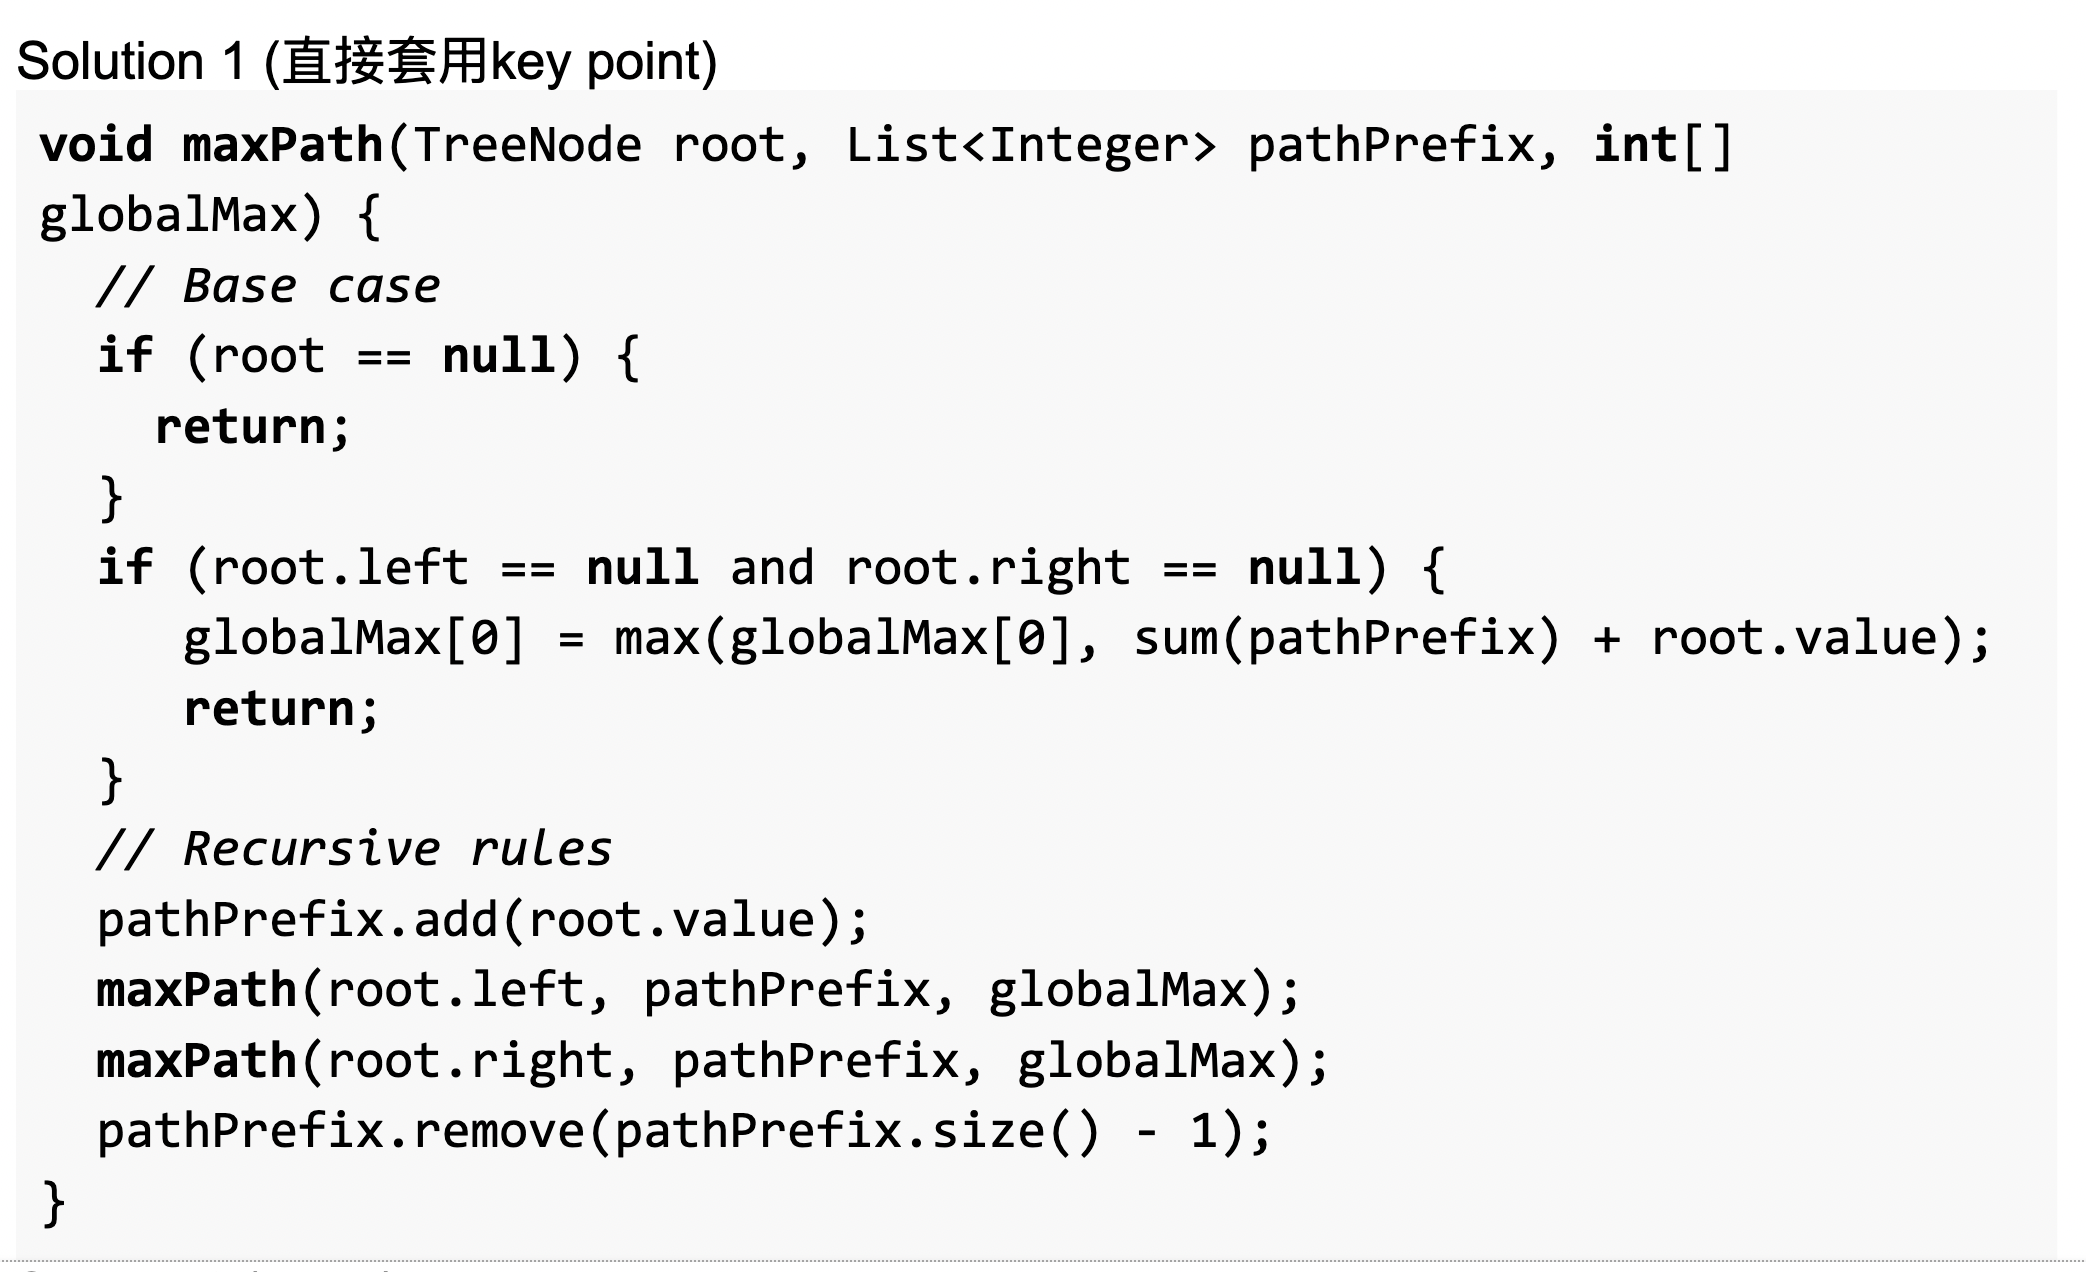 Solution 1 (直接套用key point)
void maxPath(TreeNode root, List<Integer> pathPrefix, int[]
globalMax) {
// Base case
if (root == null) {
return;
}
if (root.left == null and root.right == null) {
globalMax[0] = max(globalMax[0], sum(pathPrefix) + root.value);
return;
}
// Recursive rules
pathPrefix.add(root.value);
maxPath(root.left, pathPrefix, globalMax);
maxPath(root.right, pathPrefix, globalMax);
pathPrefix.remove(pathPrefix.size() - 1);
}